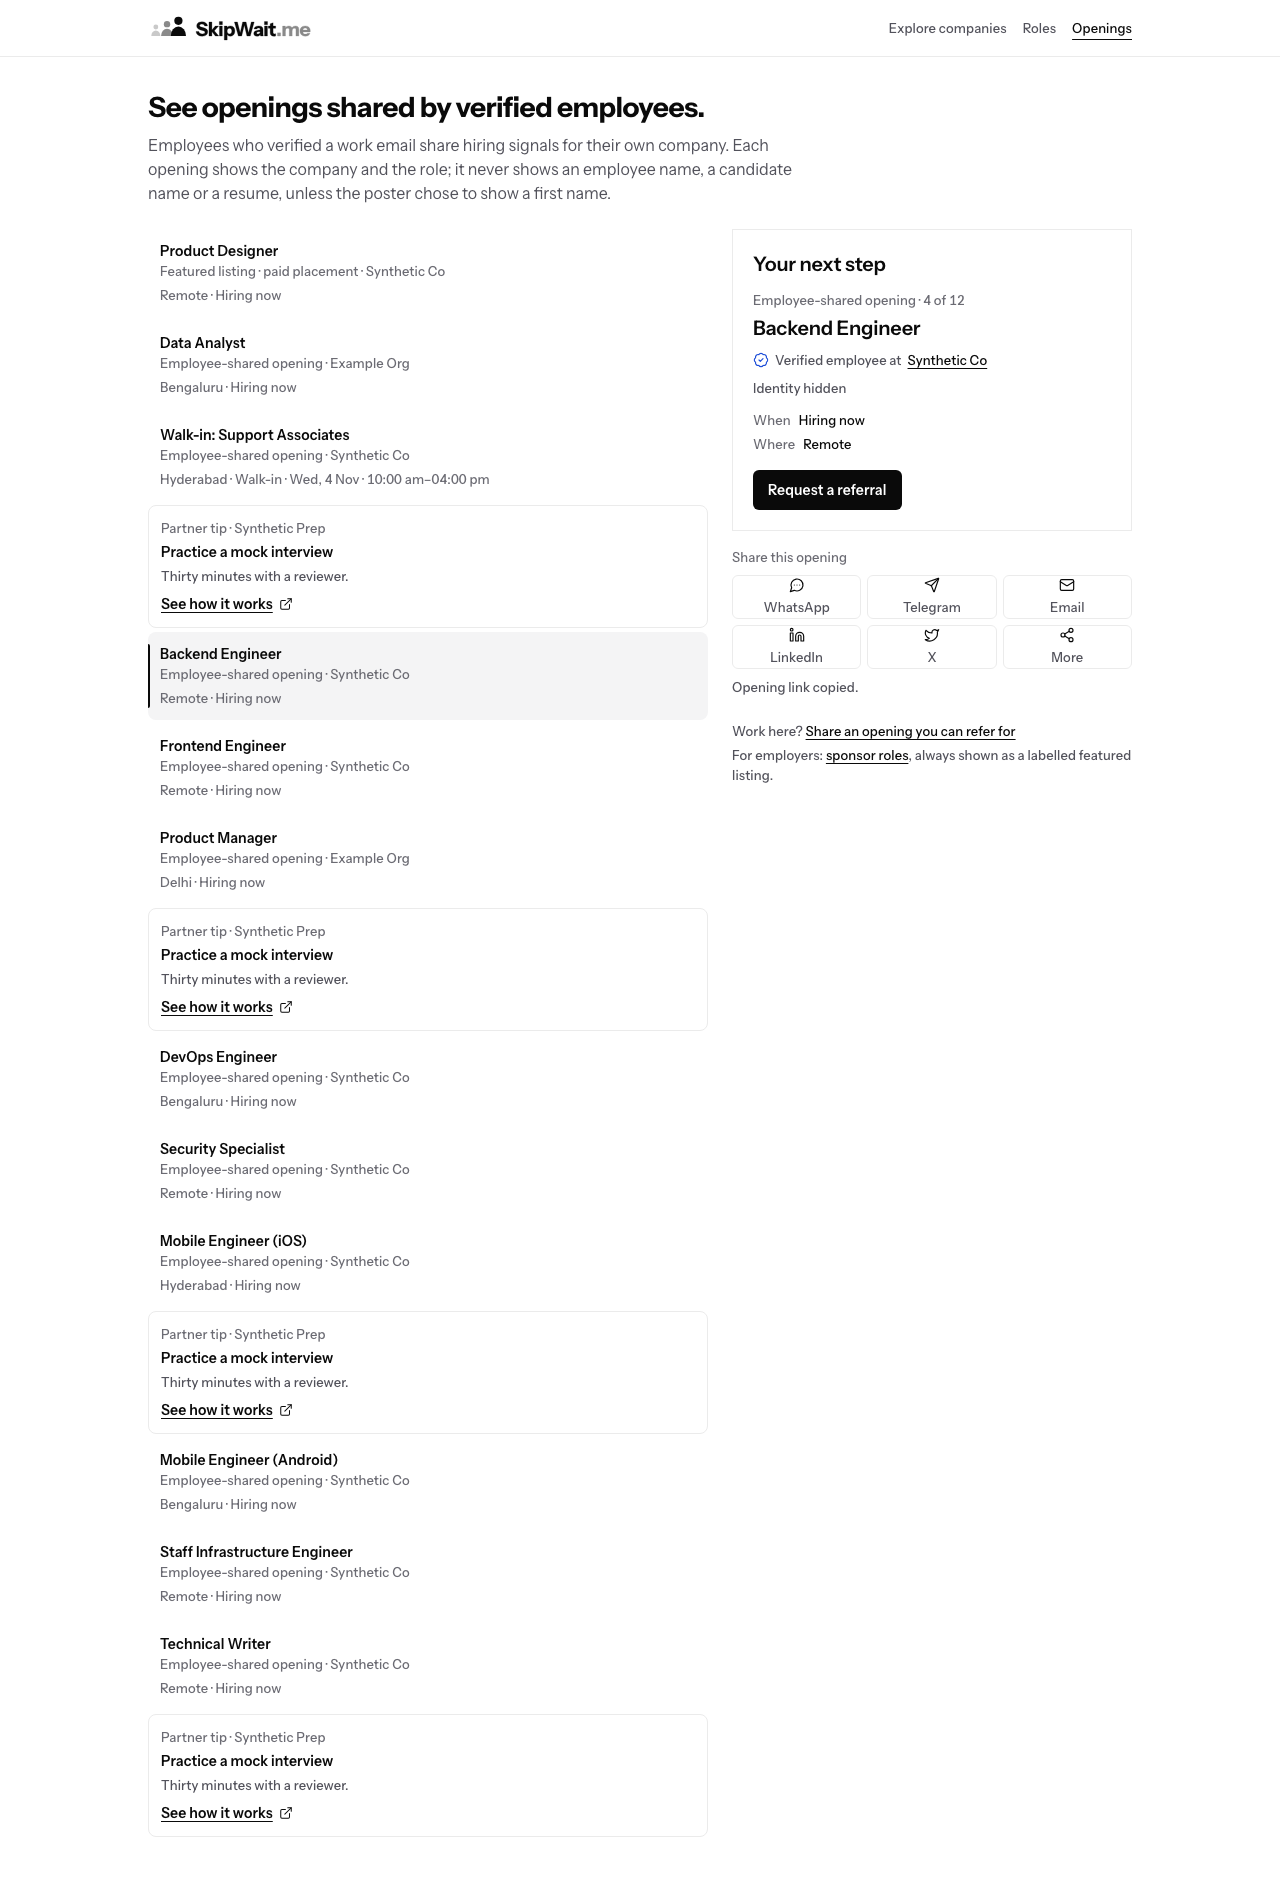 SkipWait.me
Explore companies Roles Openings
See openings shared by verified employees.
Employees who verified a work email share hiring signals for their own company. Each
opening shows the company and the role; it never shows an employee name, a candidate
name or a resume, unless the poster chose to show a first name.
Product Designer
Featured listing · paid placement · Synthetic Co
Remote · Hiring now
Data Analyst
Employee-shared opening · Example Org
Bengaluru · Hiring now
Walk-in: Support Associates
Employee-shared opening · Synthetic Co
Hyderabad · Walk-in · Wed, 4 Nov · 10:00 am–04:00 pm
Partner tip · Synthetic Prep
Practice a mock interview
Thirty minutes with a reviewer.
See how it works
Backend Engineer
Employee-shared opening · Synthetic Co
Remote · Hiring now
Frontend Engineer
Employee-shared opening · Synthetic Co
Remote · Hiring now
Product Manager
Employee-shared opening · Example Org
Delhi · Hiring now
Partner tip · Synthetic Prep
Practice a mock interview
Thirty minutes with a reviewer.
See how it works
DevOps Engineer
Employee-shared opening · Synthetic Co
Bengaluru · Hiring now
Security Specialist
Employee-shared opening · Synthetic Co
Remote · Hiring now
Mobile Engineer (iOS)
Employee-shared opening · Synthetic Co
Hyderabad · Hiring now
Partner tip · Synthetic Prep
Practice a mock interview
Thirty minutes with a reviewer.
See how it works
Mobile Engineer (Android)
Employee-shared opening · Synthetic Co
Bengaluru · Hiring now
Staff Infrastructure Engineer
Employee-shared opening · Synthetic Co
Remote · Hiring now
Technical Writer
Employee-shared opening · Synthetic Co
Remote · Hiring now
Partner tip · Synthetic Prep
Practice a mock interview
Thirty minutes with a reviewer.
See how it works
Your next step
Employee-shared opening · 4 of 12
Backend Engineer
Verified employee at Synthetic Co
Identity hidden
When Hiring now
Where Remote
Request a referral
Share this opening
WhatsApp Telegram Email
LinkedIn X More
Opening link copied.
Work here? Share an opening you can refer for
For employers: sponsor roles, always shown as a labelled featured
listing.